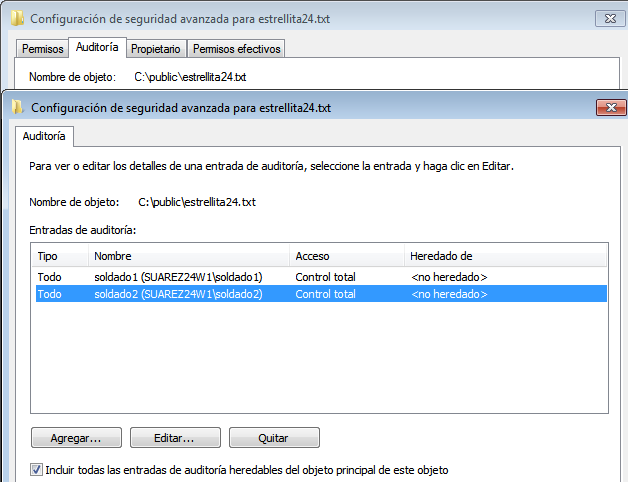 Configuración de seguridad avanzada para estrellita24.txt
Permisos Auditoría Propietario Permisos efectivos
Nombre de objeto: C:\public\estrellita24.txt
Configuración de seguridad avanzada para estrellita24.txt
Auditoría
Para ver o editar los detalles de una entrada de auditoría, seleccione la entrada y haga clic en Editar.
Nombre de objeto: C:\public\estrellita24.txt
Entradas de auditoría:
Tipo Nombre Acceso Heredado de
Todo soldado1 (SUAREZ24W1\soldado1) Control total <no heredado>
Todo soldado2 (SUAREZ24W1\soldado2) Control total <no heredado>
Agregar... Editar... Quitar
Incluir todas las entradas de auditoría heredables del objeto principal de este objeto